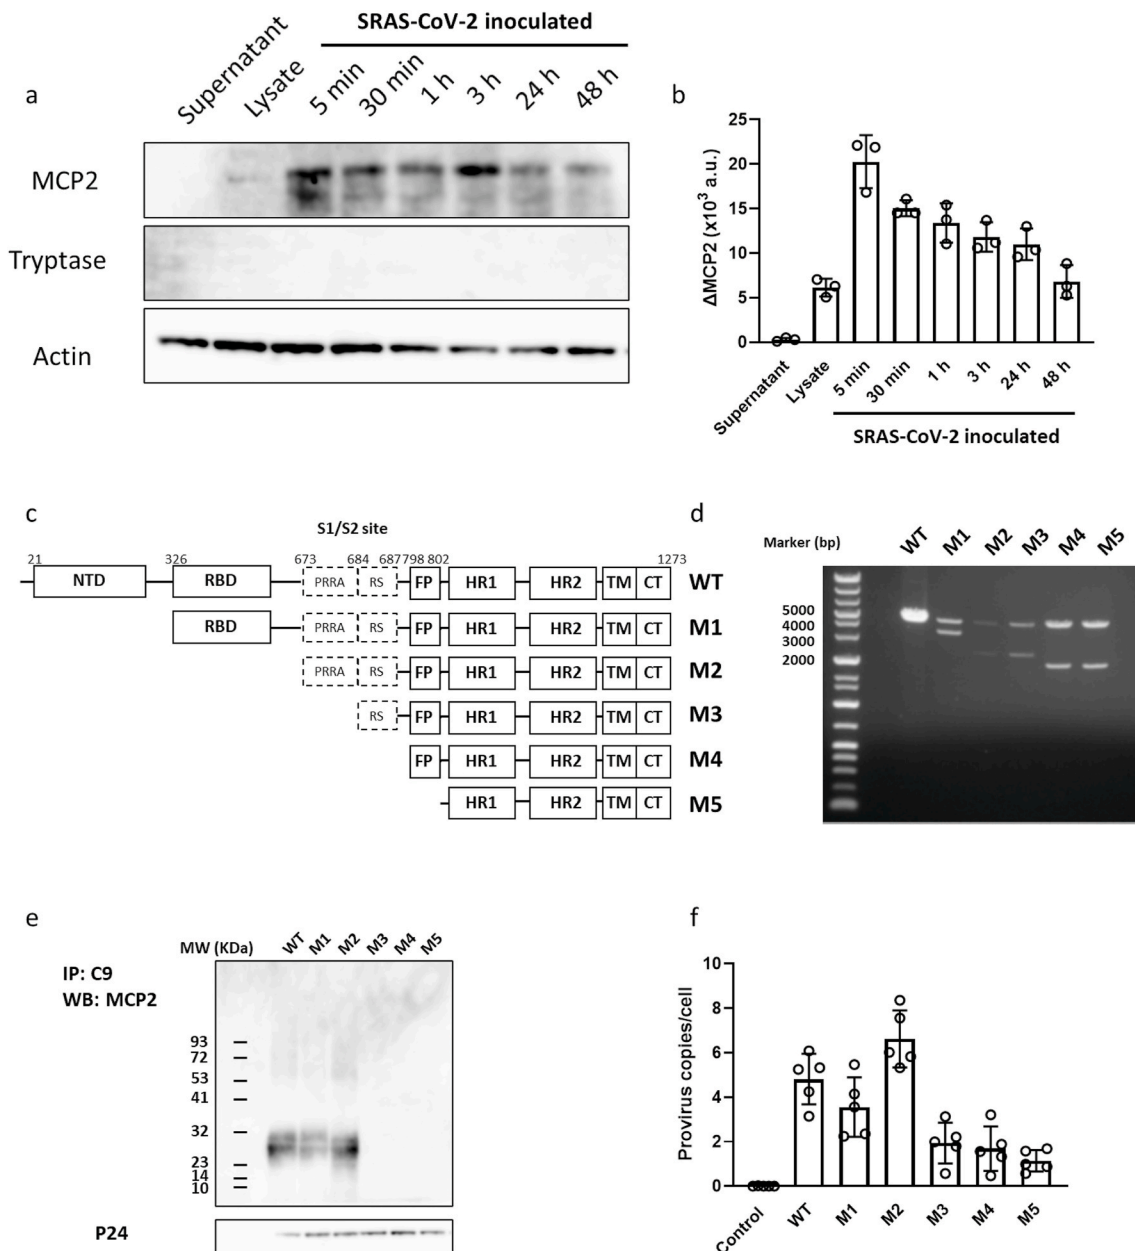 SRAS-CoV-2 inoculated
a
Supernatant
Lysate
5 min
30 min
1 h
3 h
24 h
48 h
MCP2
Tryptase
Actin
b
ΔMCP2 (x10³ a.u.)
25
20
15
10
5
0
Supernatant
Lysate
5 min
30 min
1 h
3 h
24 h
48 h
SRAS-CoV-2 inoculated
c
S1/S2 site
21 326 673 684 687 798 802 1273
NTD RBD PRRA RS FP HR1 HR2 TM CT WT
RBD PRRA RS FP HR1 HR2 TM CT M1
PRRA RS FP HR1 HR2 TM CT M2
RS FP HR1 HR2 TM CT M3
FP HR1 HR2 TM CT M4
HR1 HR2 TM CT M5
d
Marker (bp) WT M1 M2 M3 M4 M5
5000
4000
3000
2000
e
MW (KDa) WT M1 M2 M3 M4 M5
IP: C9
WB: MCP2
93
72
53
41
32
23
14
10
P24
f
Provirus copies/cell
10
8
6
4
2
0
Control
WT
M1
M2
M3
M4
M5